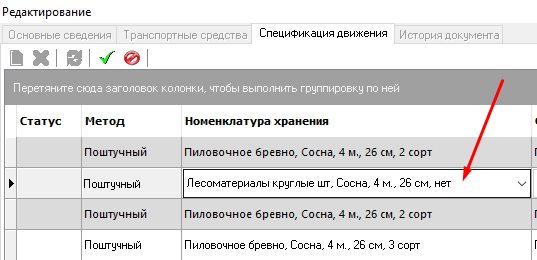 Редактирование
Основные сведения Транспортные средства Спецификация движения История документа
Перетяните сюда заголовок колонки, чтобы выполнить группировку по ней
Статус Метод Номенклатура хранения
Поштучный Пиловочное бревно, Сосна, 4 м., 26 см, 2 сорт
Поштучный Лесоматериалы круглые шт, Сосна, 4 м., 26 см, нет
Поштучный Пиловочное бревно, Сосна, 4 м., 26 см, 2 сорт
Поштучный Пиловочное бревно, Сосна, 4 м., 26 см, 3 сорт